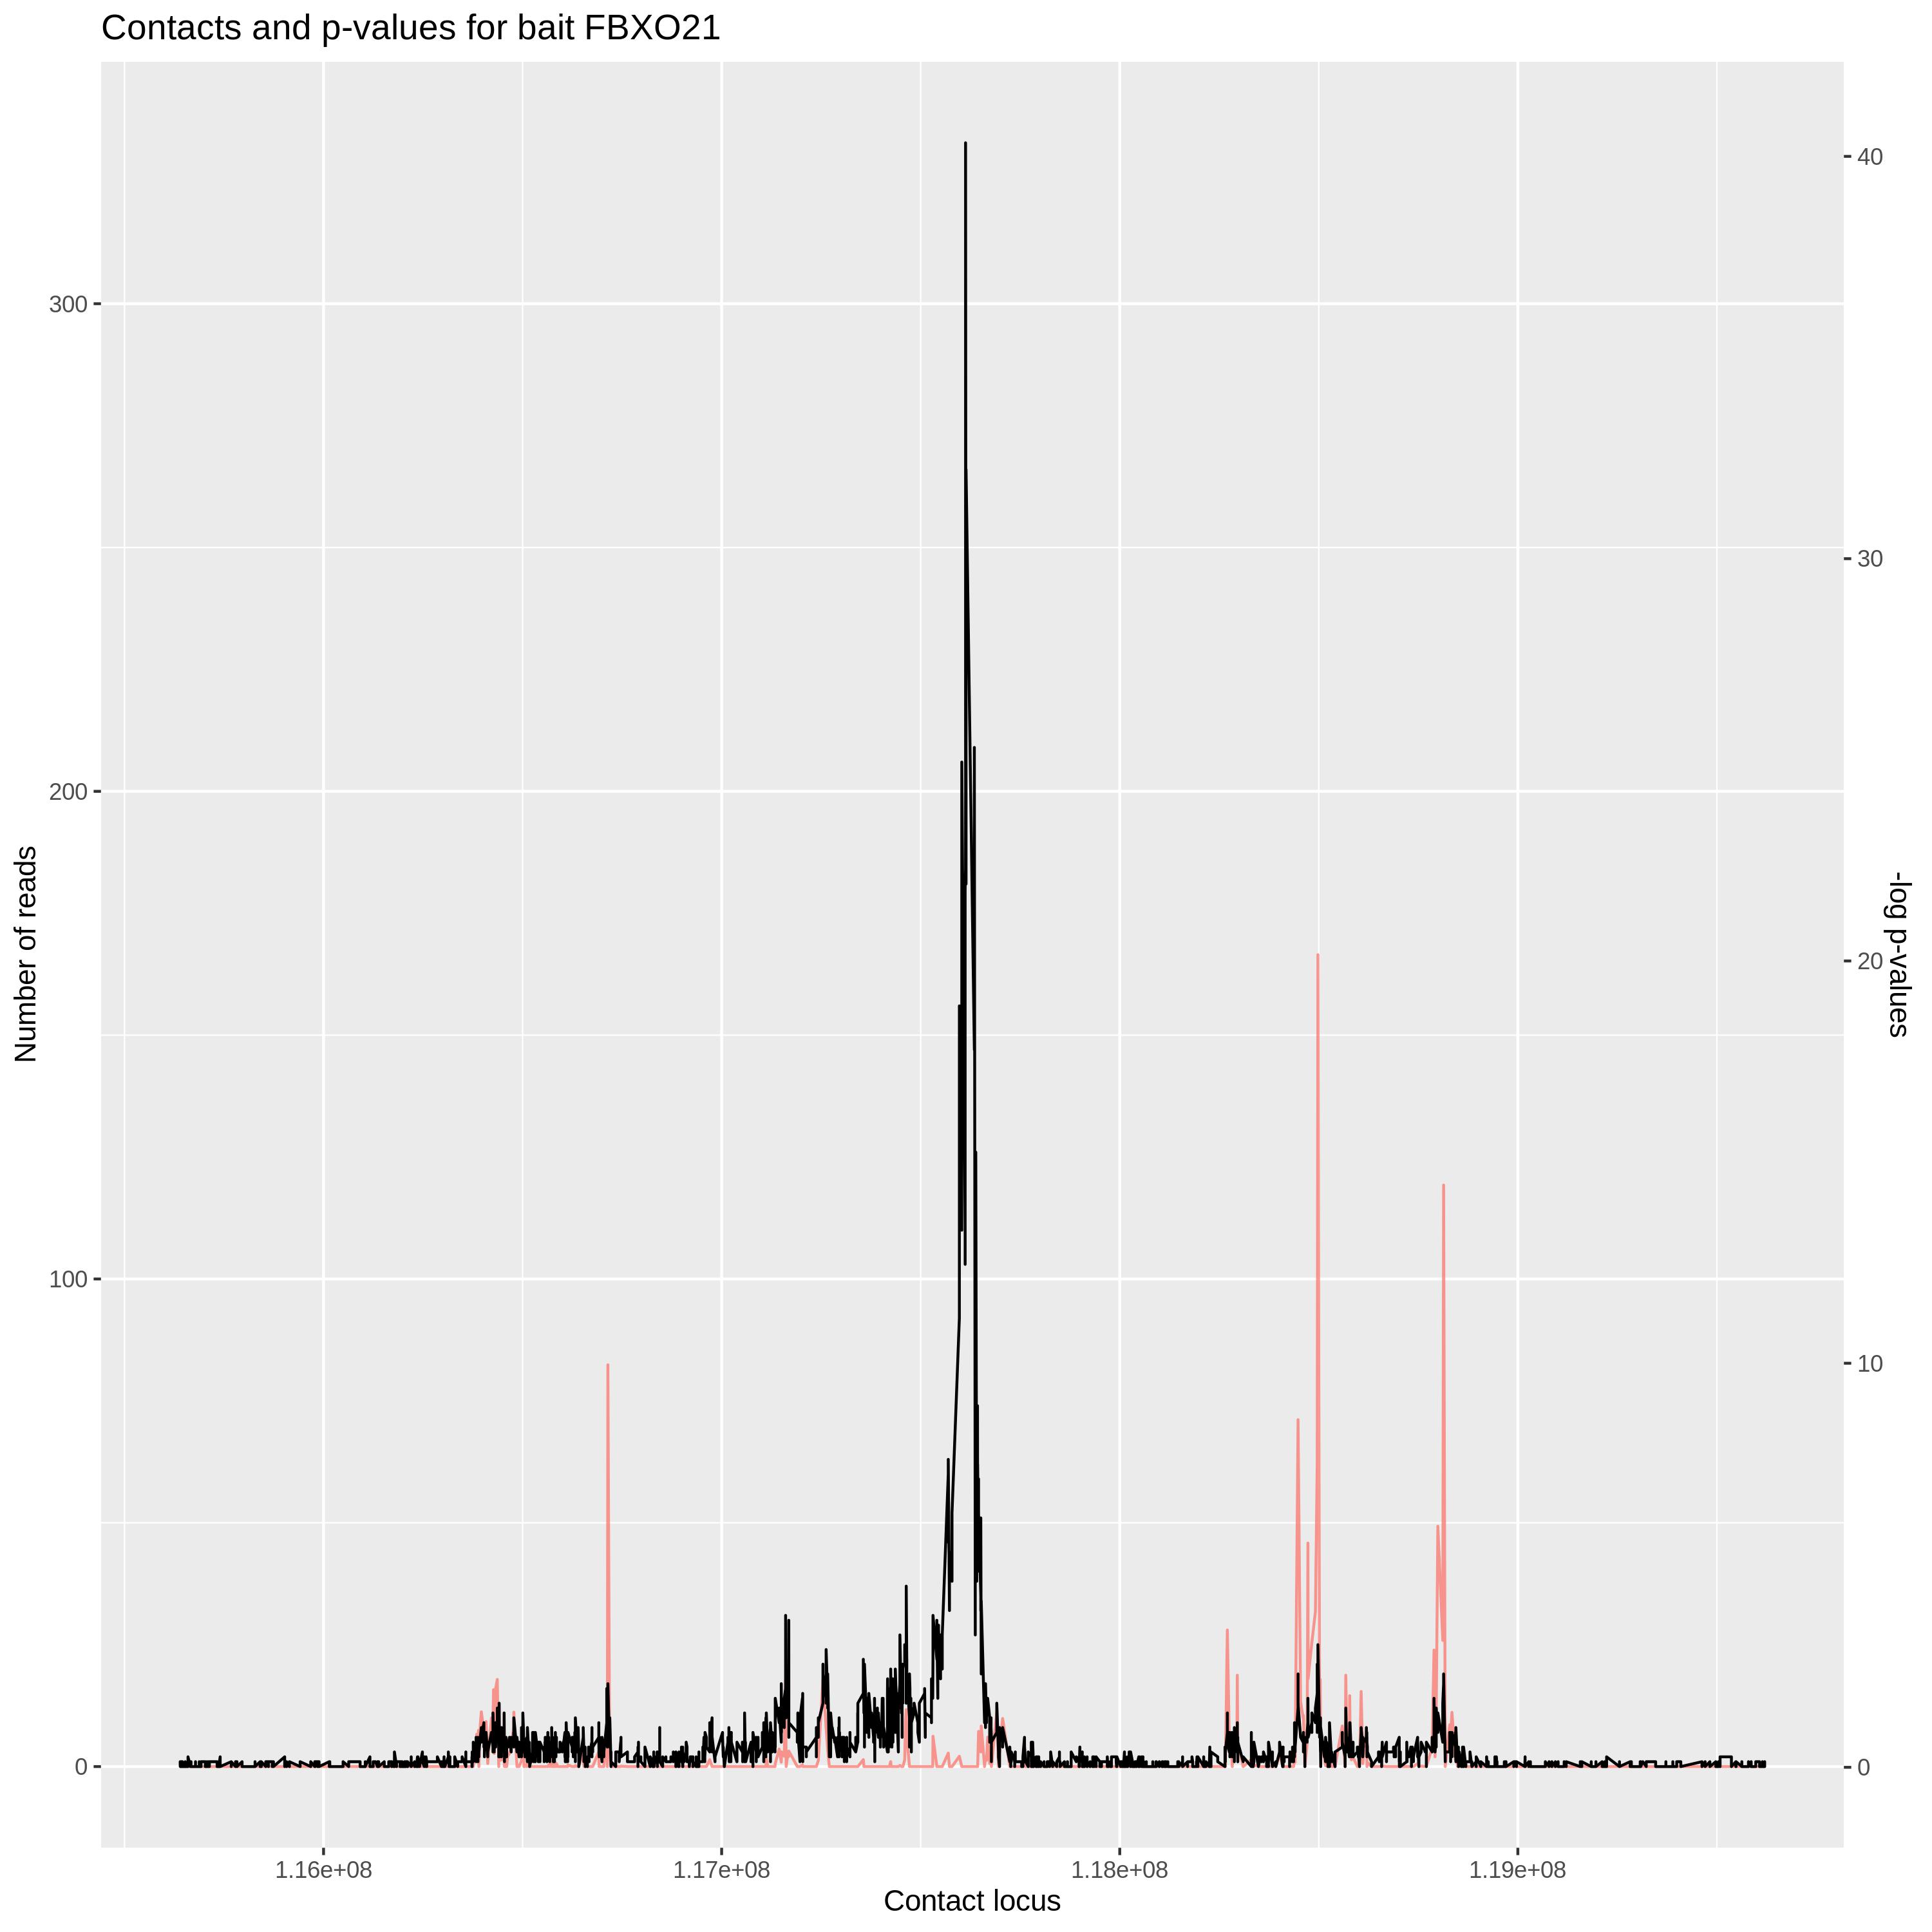 Contacts and p-values for bait FBXO21
Number of reads
300
200
100
0
40
30
20
10
0
-log p-values
1.16e+08
1.17e+08
1.18e+08
1.19e+08
Contact locus